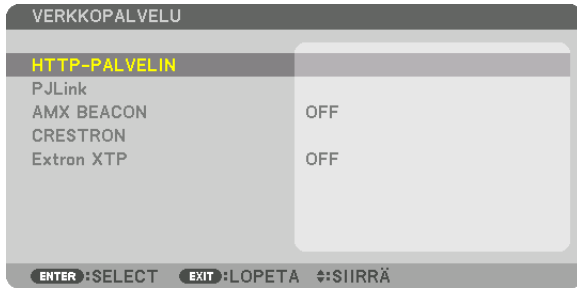 VERKKOPALVELU
HTTP-PALVELIN
PJLink
AMX BEACON OFF
CRESTRON
Extron XTP OFF
ENTER:SELECT EXIT:LOPETA :SIIRRÄ